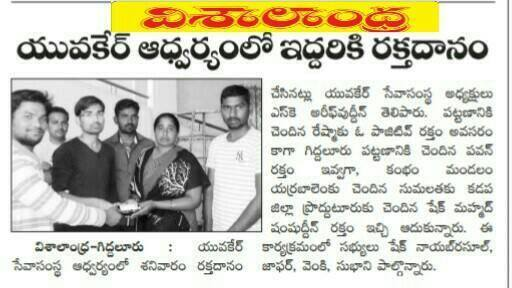 విశాలాంధ్ర
యువకేర్ ఆధ్వర్యంలో ఇద్దరికి రక్తదానం
విశాలాంధ్ర-గిద్దలూరు : యువకేర్
సేవాసంస్థ ఆధ్వర్యంలో శనివారం రక్తదానం
చేసినట్లు యువకేర్ సేవాసంస్థ అధ్యక్షులు
ఎస్‌కె అరీఫ్‌వుద్దీన్ తెలిపారు. పట్టణానికి
చెందిన రేష్మాకు ఓ పాజిటివ్ రక్తం అవసరం
కాగా గిద్దలూరు పట్టణానికి చెందిన పవన్
రక్తం ఇవ్వగా, కంభం మండలం
యర్రబాలెంకు చెందిన సుమలతకు కడప
జిల్లా ప్రొద్దుటూరుకు చెందిన షేక్ మహ్మద్
షంషుద్దీన్ రక్తం ఇచ్చి ఆదుకున్నారు. ఈ
కార్యక్రమంలో సభ్యులు షేక్ నాయబ్‌రసూల్,
జాఫర్, వెంకి, సుభాని పాల్గొన్నారు.